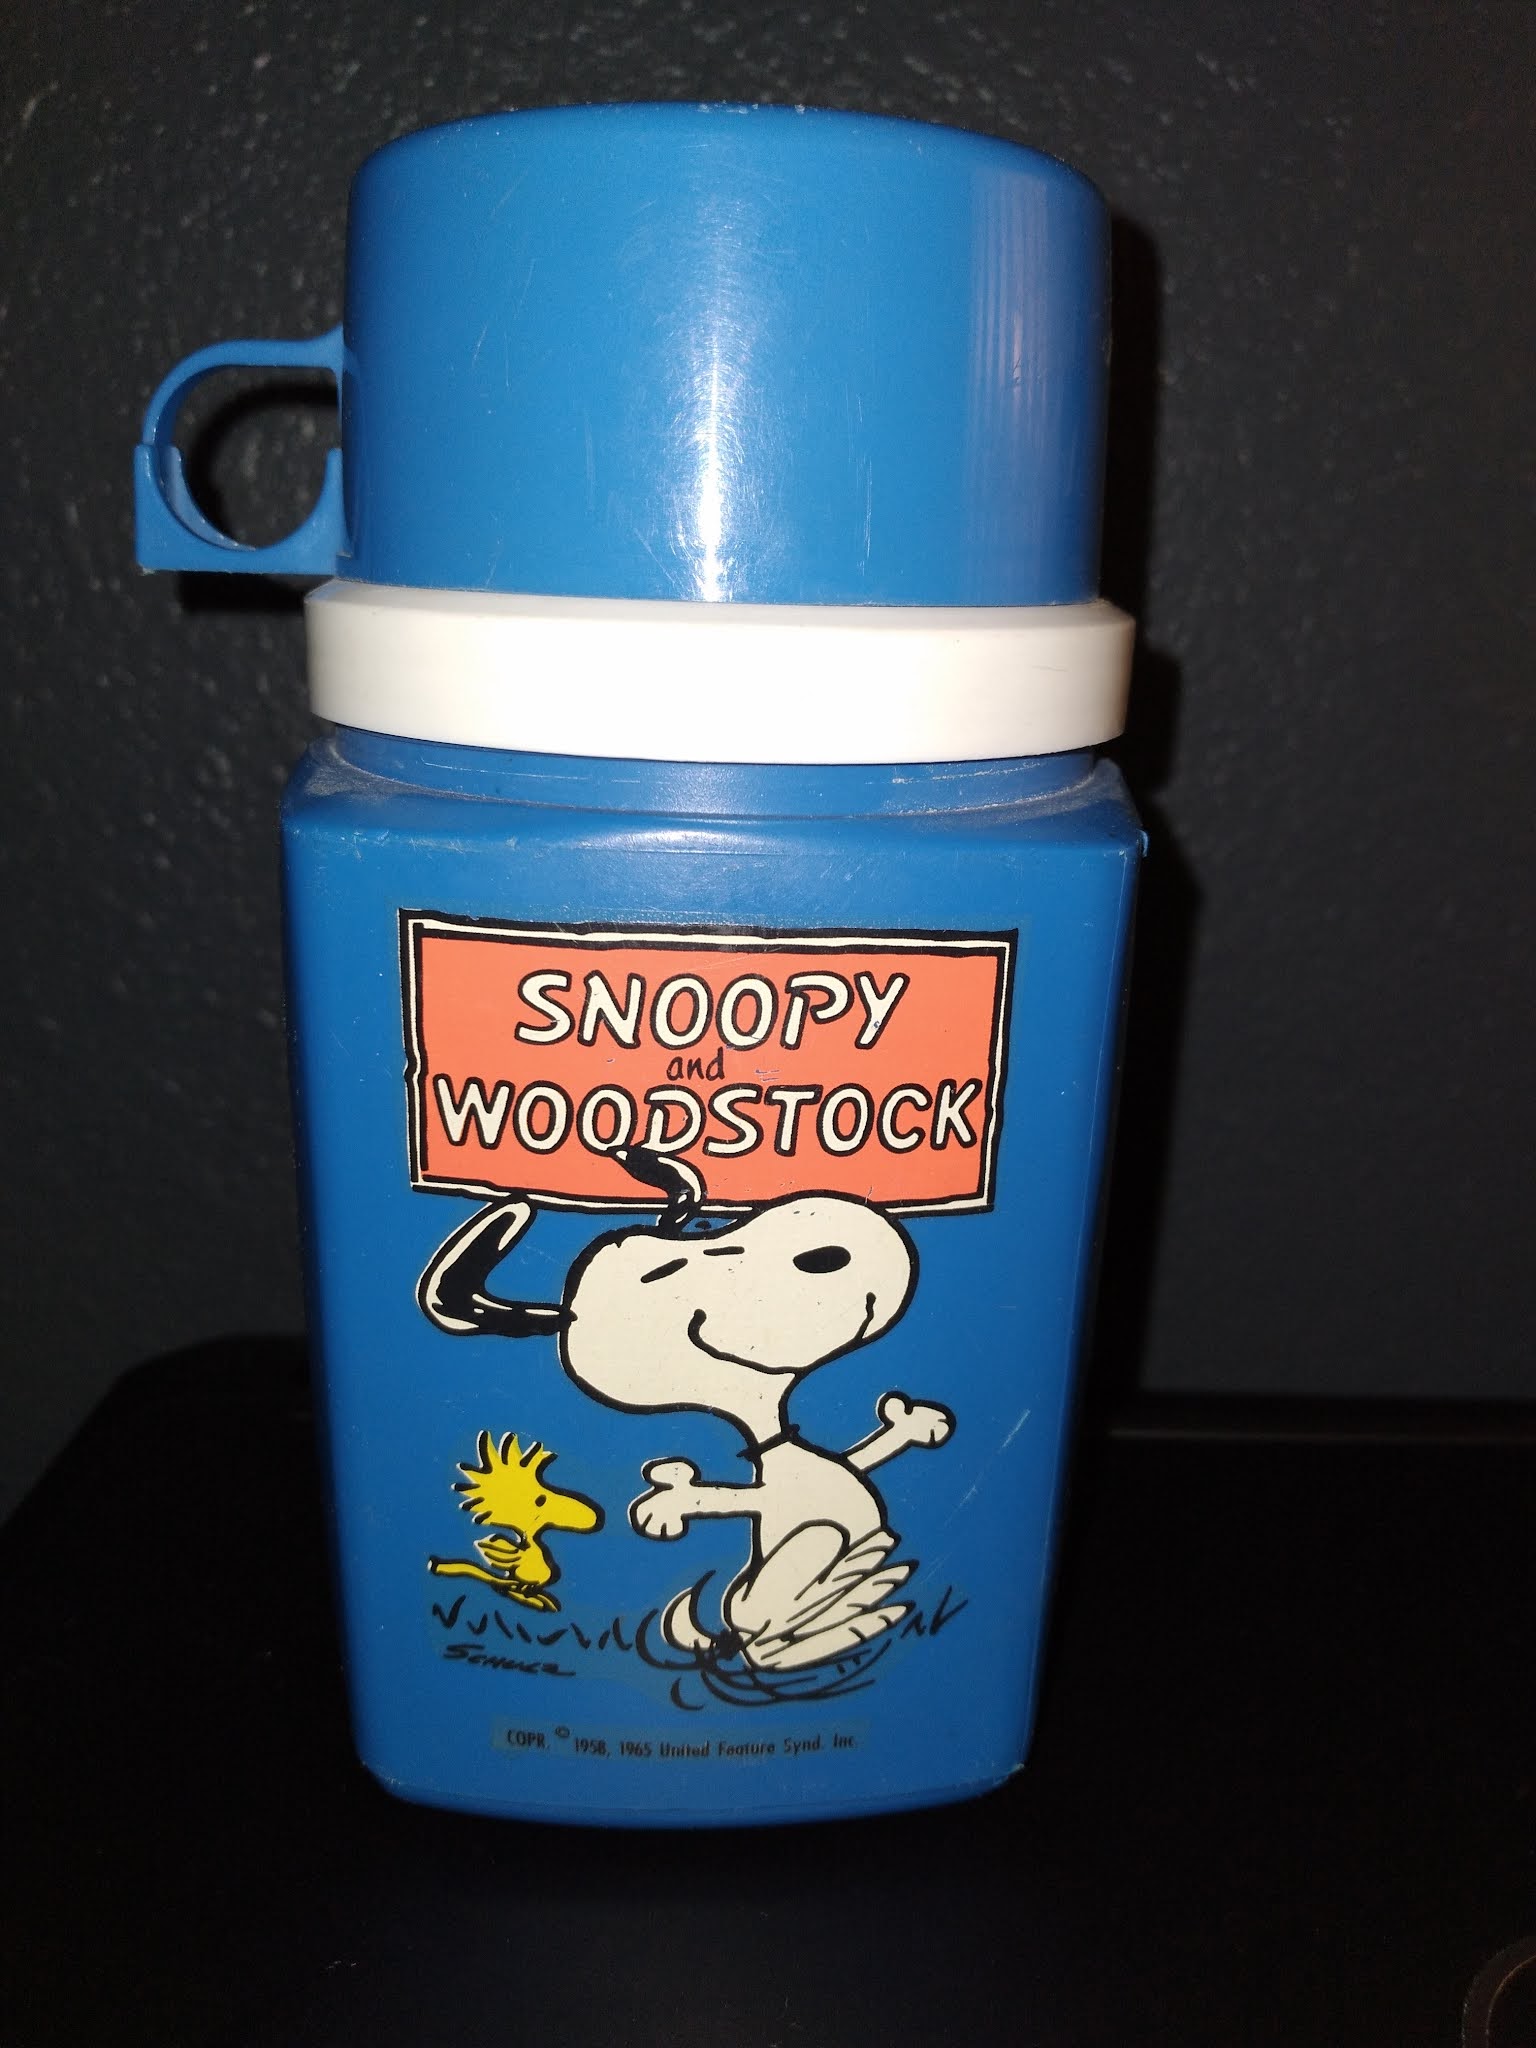 SNOOPY
and
WOODSTOCK
SCHULZ
COPR. © 1958, 1965 United Feature Synd. Inc.